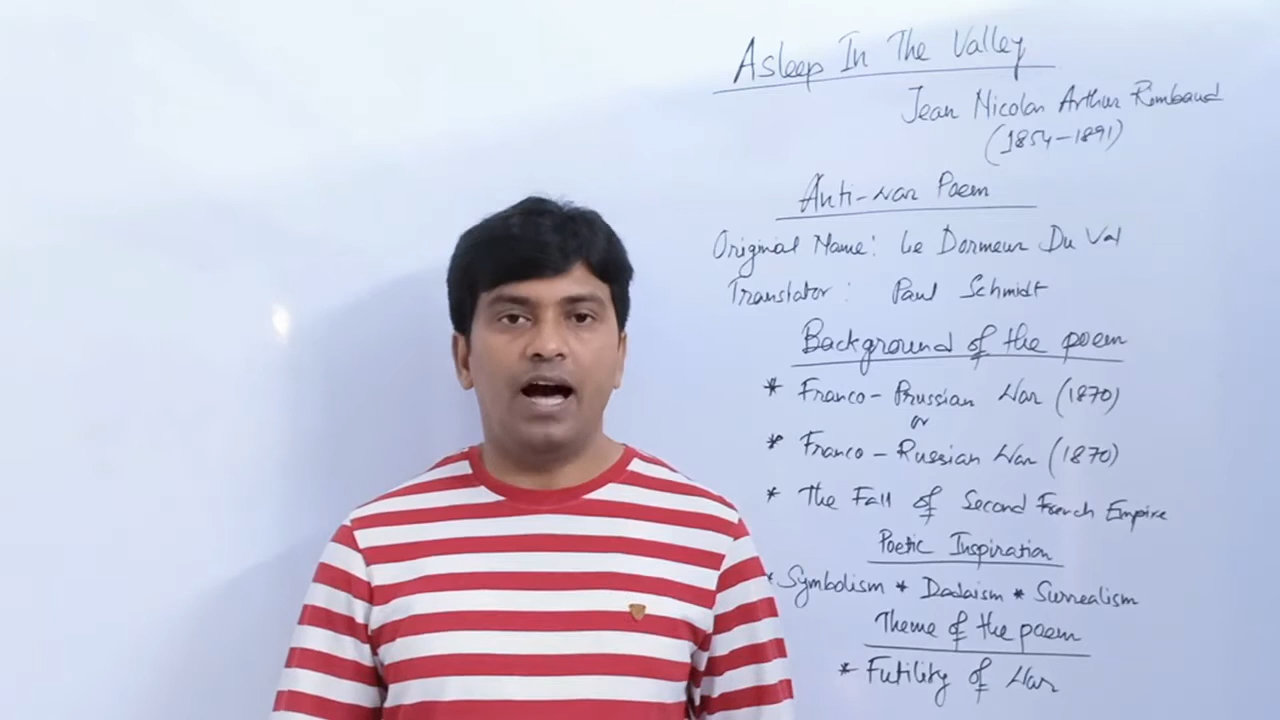 Asleep In The Valley
Jean Nicolas Arthur Rimbaud
(1854-1891)
Anti-war Poem
Original Name: Le Dormeur Du Val
Translator: Paul Schmidt
Background of the poem
* Franco-Prussian War (1870)
or
* Franco-Russian War (1870)
* The Fall of Second French Empire
Poetic Inspiration
* Symbolism * Dadaism * Surrealism
Theme of the poem
* Futility of War